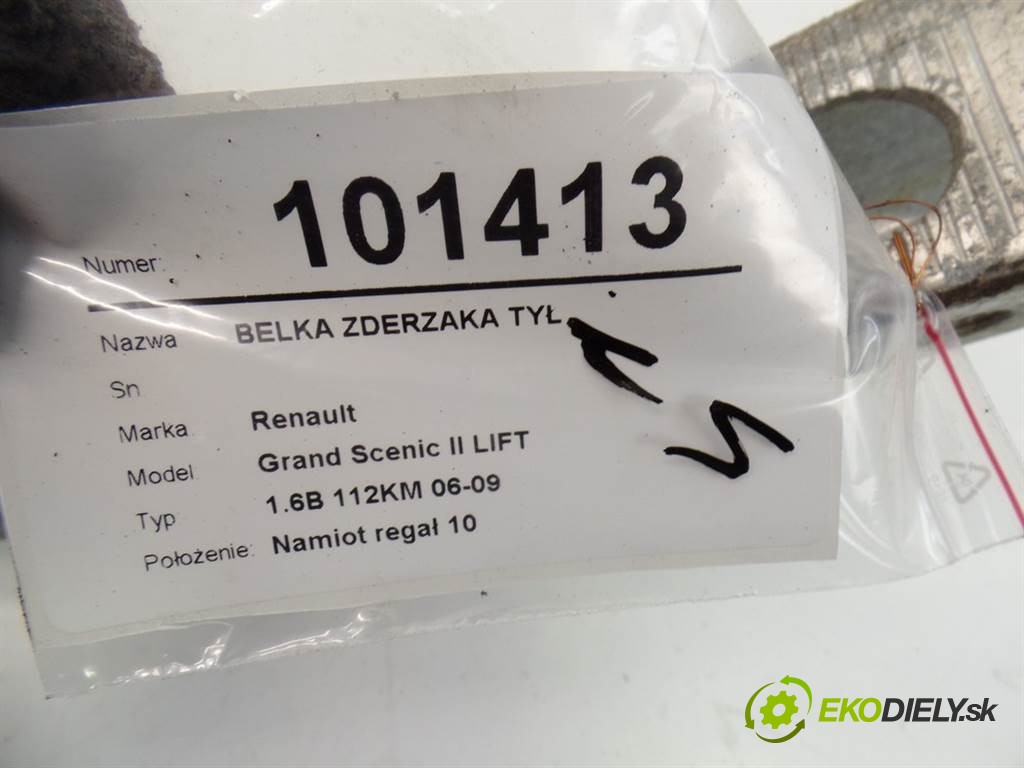 Numer: 101413
Nazwa BELKA ZDERZAKA TYŁ
Sn
Marka Renault
Model Grand Scenic II LIFT
Typ 1.6B 112KM 06-09
Położenie: Namiot regał 10
EKODIELY.sk